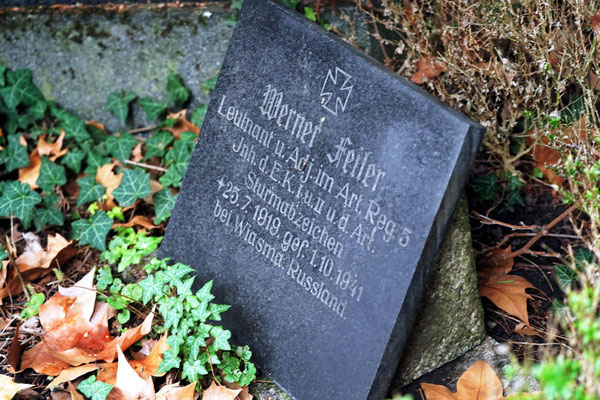 Werner Feiler
Leutnant u. Adj. im Art. Reg. 5
Jnh. d. E.K. I u. II u. d. Art.
Sturmabzeichen
* 25. 7. 1919, gef. 1. 10. 1941
bei Wiasma, Russland.